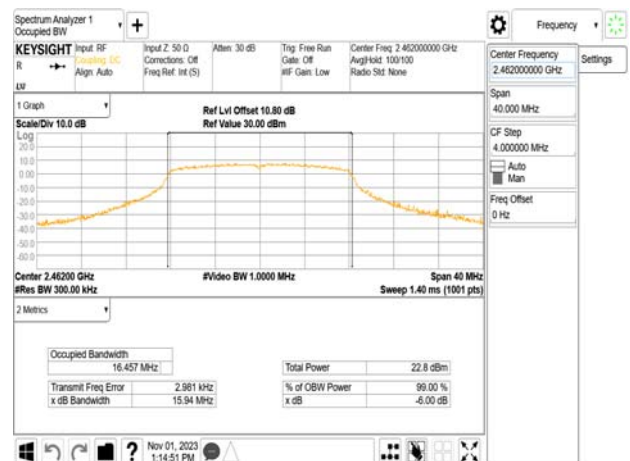 Spectrum Analyzer 1
Occupied BW
Frequency
KEYSIGHT
R
LXI
Input: RF
Coupling: DC
Align: Auto
Input Z: 50 Ω
Corrections: Off
Freq Ref: Int (S)
Atten: 30 dB
Trig: Free Run
Gate: Off
#IF Gain: Low
Center Freq: 2.462000000 GHz
Avg|Hold: 100/100
Radio Std: None
Center Frequency
2.462000000 GHz
Settings
Span
40.000 MHz
CF Step
4.000000 MHz
Auto
Man
Freq Offset
0 Hz
1 Graph
Scale/Div 10.0 dB
Ref Lvl Offset 10.80 dB
Ref Value 30.00 dBm
Log
20.0
10.0
0.00
-10.0
-20.0
-30.0
-40.0
-50.0
-60.0
Center 2.46200 GHz
#Res BW 300.00 kHz
#Video BW 1.0000 MHz
Span 40 MHz
Sweep 1.40 ms (1001 pts)
2 Metrics
Occupied Bandwidth
16.457 MHz
Total Power 22.8 dBm
Transmit Freq Error 2.981 kHz
% of OBW Power 99.00 %
x dB Bandwidth 15.94 MHz
x dB -6.00 dB
?
Nov 01, 2023
1:14:51 PM